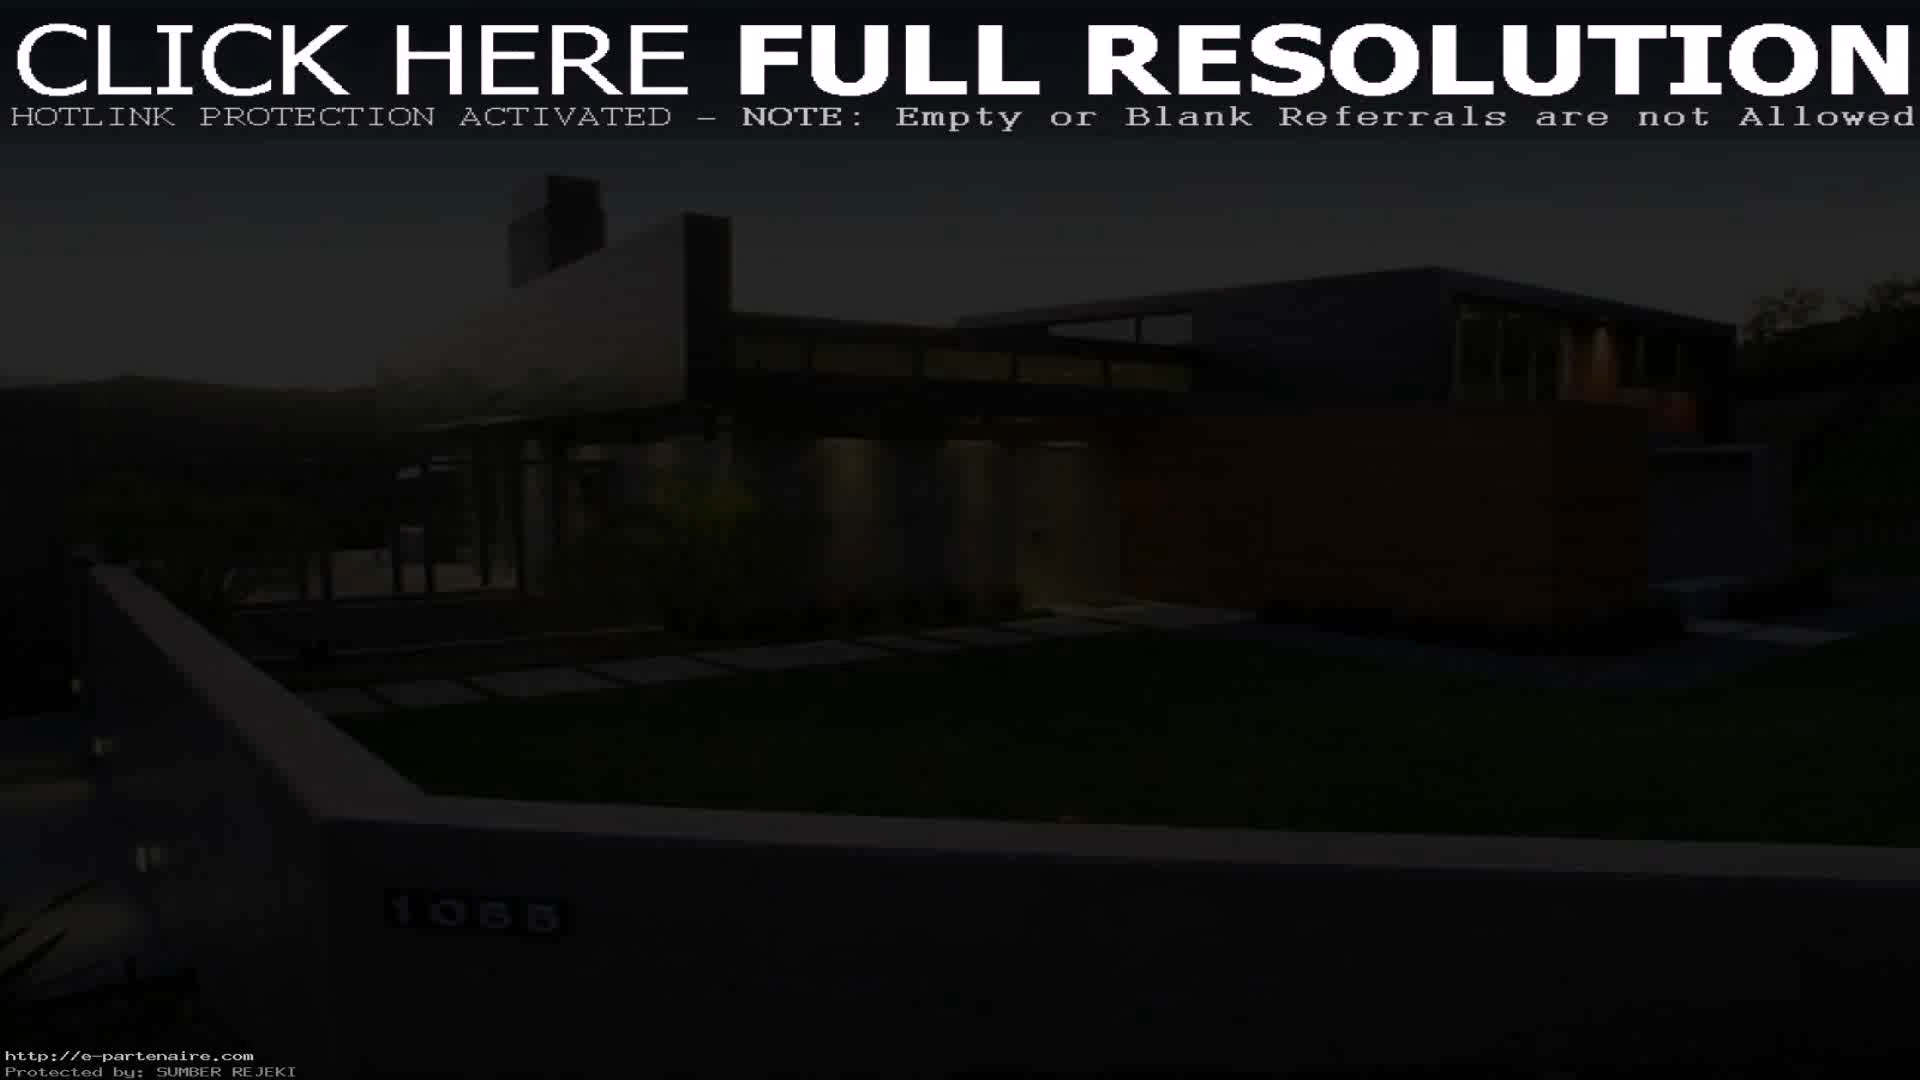 CLICK HERE FULL RESOLUTION
HOTLINK PROTECTION ACTIVATED – NOTE: Empty or Blank Referrals are not Allowed
1055
http://e-partenaire.com
Protected by: SUMBER REJEKI